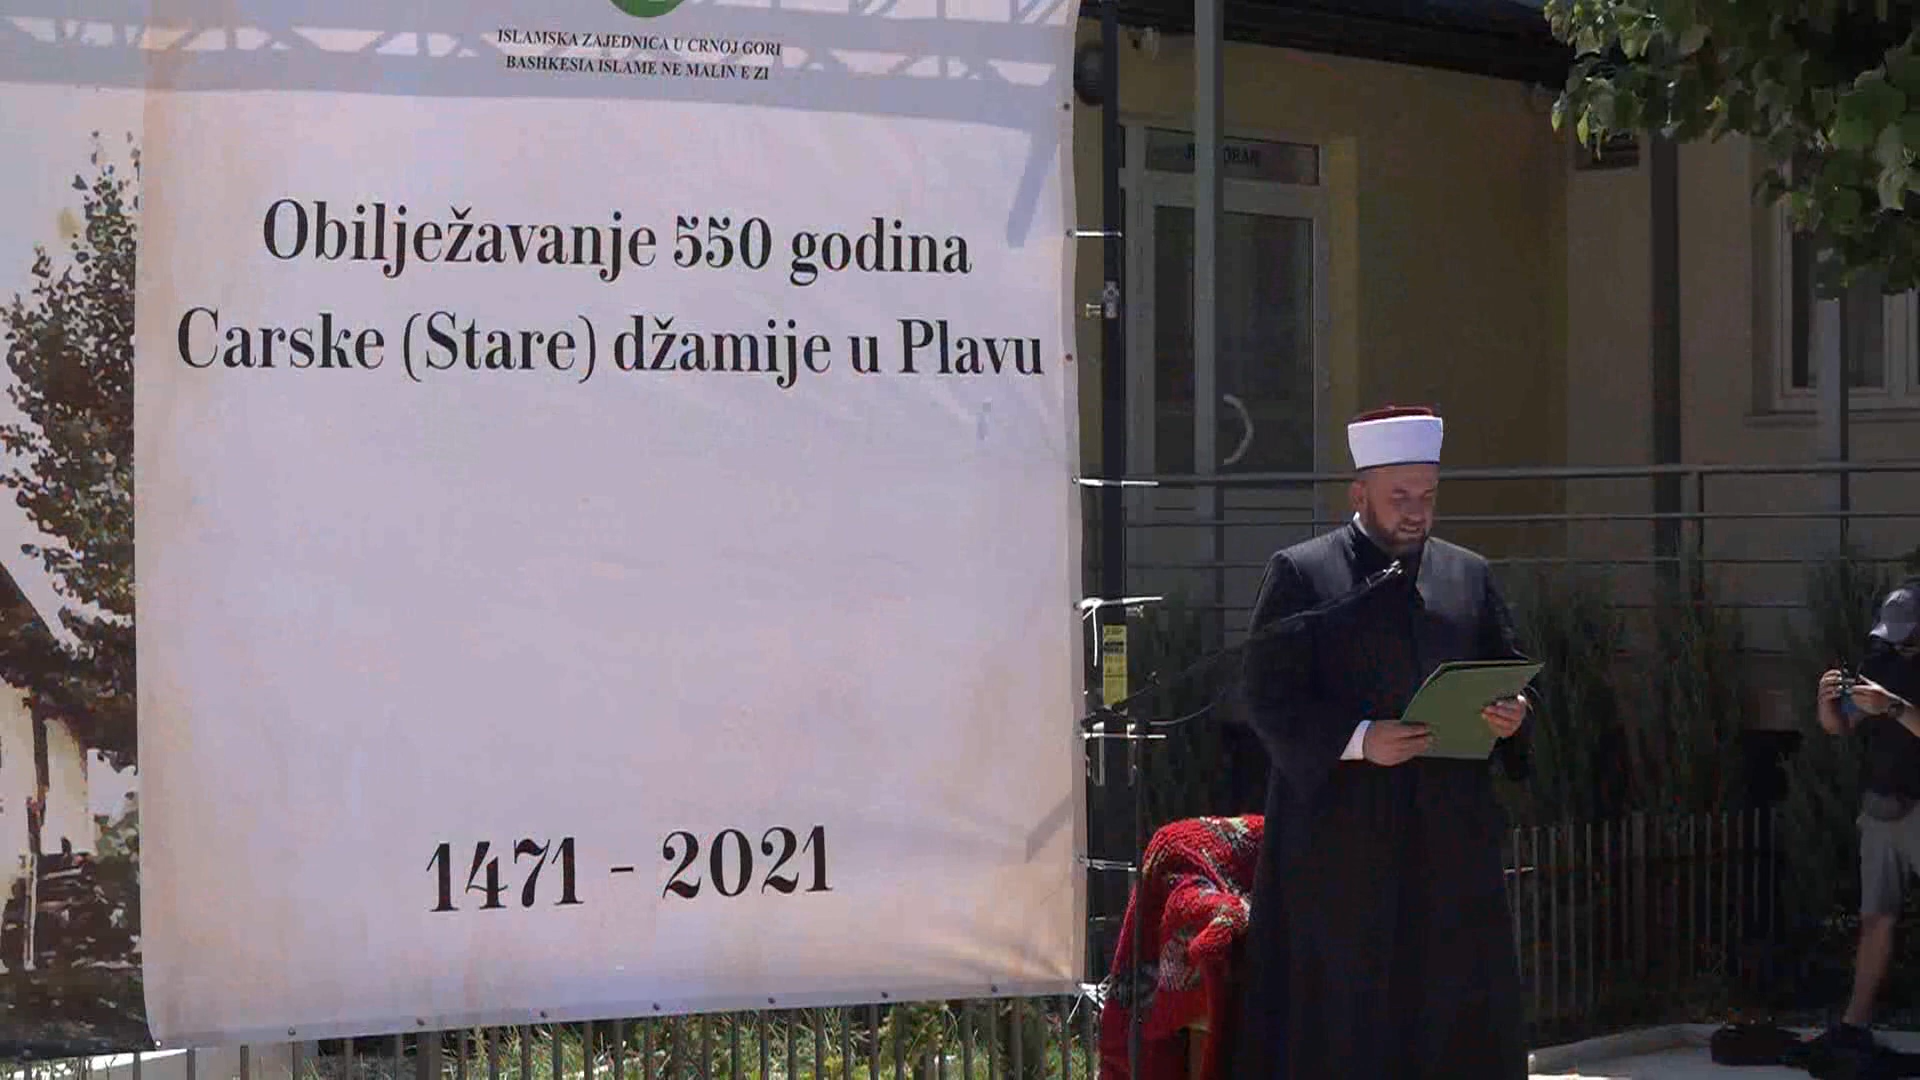 ISLAMSKA ZAJEDNICA U CRNOJ GORI
BASHKESIA ISLAME NE MALIN E ZI
Obilježavanje 550 godina
Carske (Stare) džamije u Plavu
1471 - 2021